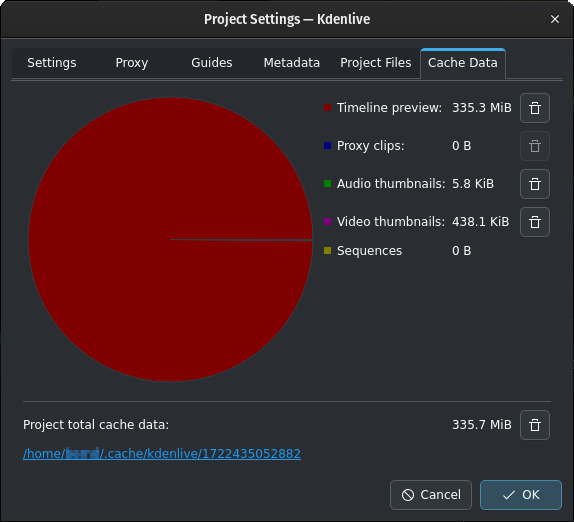 Project Settings — Kdenlive
Settings Proxy Guides Metadata Project Files Cache Data
Timeline preview: 335.3 MiB
Proxy clips: 0 B
Audio thumbnails: 5.8 KiB
Video thumbnails: 438.1 KiB
Sequences 0 B
Project total cache data: 335.7 MiB
/home/ /.cache/kdenlive/1722435052882
Cancel OK